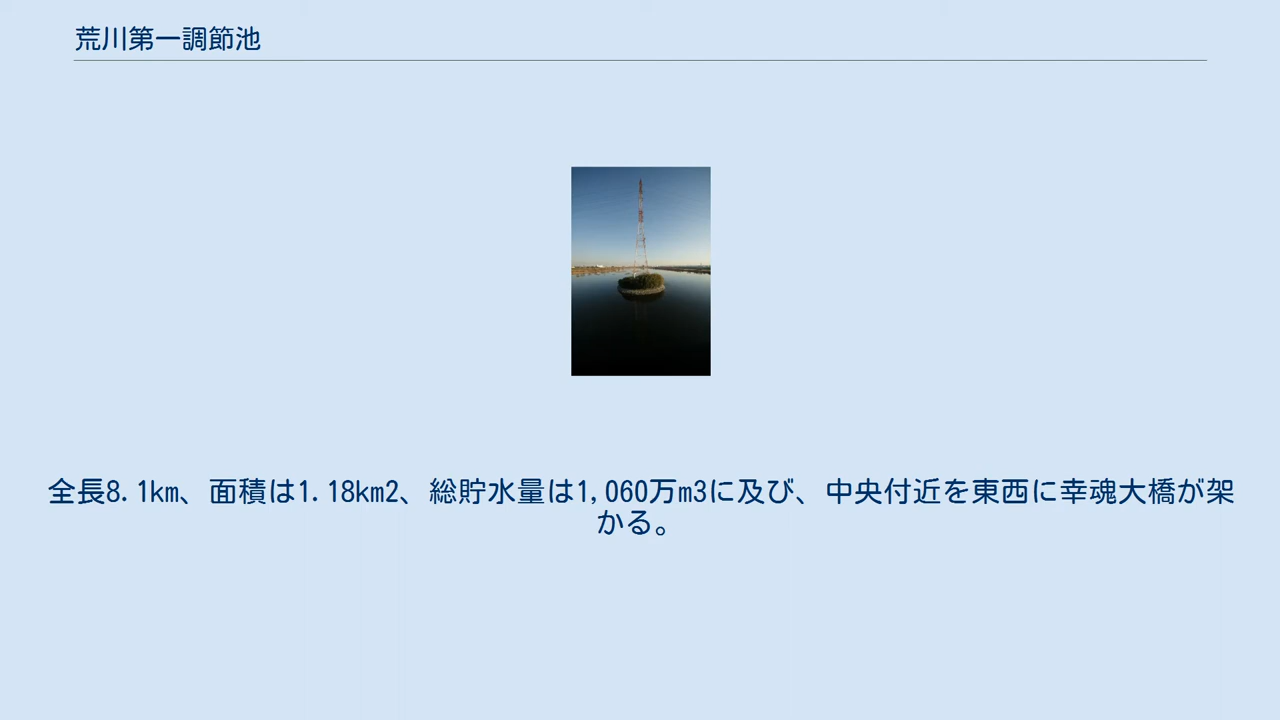 荒川第一調節池
全長8.1km、面積は1.18km2、総貯水量は1,060万m3に及び、中央付近を東西に幸魂大橋が架
かる。